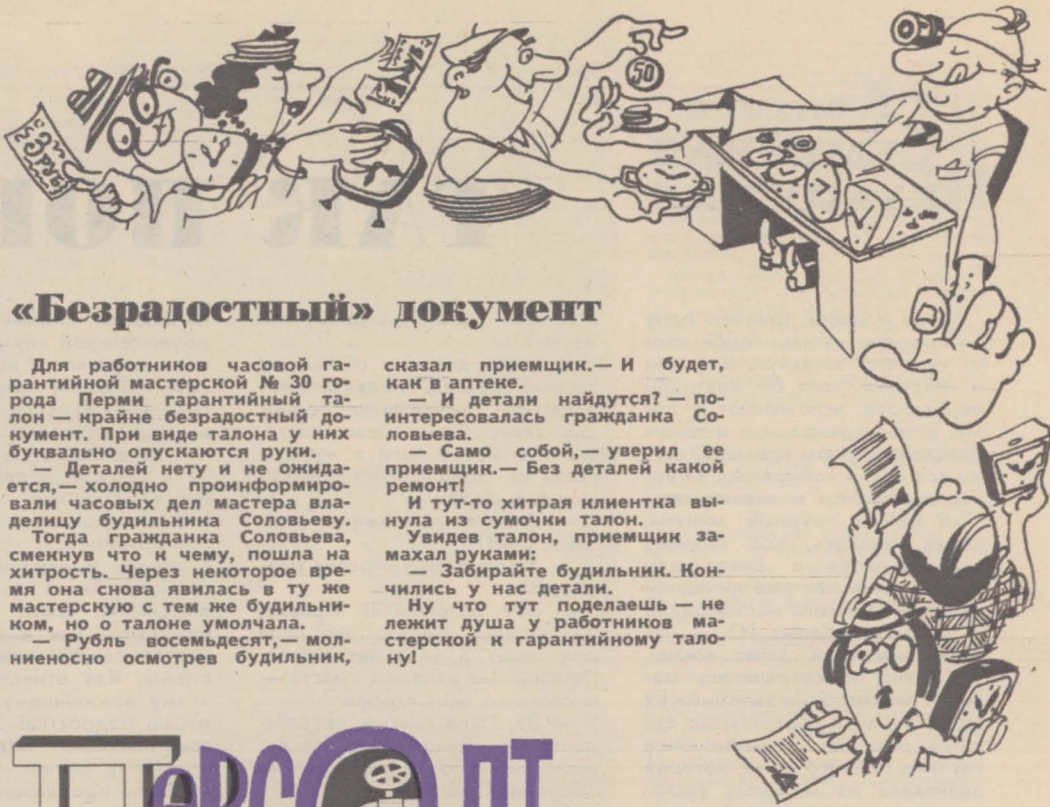 50
«Безрадостный» документ
Для работников часовой га-
рантийной мастерской № 30 го-
рода Перми гарантийный та-
лон — крайне безрадостный до-
кумент. При виде талона у них
буквально опускаются руки.
— Деталей нету и не ожида-
ется,— холодно проинформиро-
вали часовых дел мастера вла-
делицу будильника Соловьеву.
Тогда гражданка Соловьева,
смекнув что к чему, пошла на
хитрость. Через некоторое вре-
мя она снова явилась в ту же
мастерскую с тем же будильни-
ком, но о талоне умолчала.
— Рубль восемьдесят,— мол-
ниеносно осмотрев будильник,
сказал приемщик.— И будет,
как в аптеке.
— И детали найдутся? — по-
интересовалась гражданка Со-
ловьева.
— Само собой,— уверил ее
приемщик.— Без деталей какой
ремонт!
И тут-то хитрая клиентка вы-
нула из сумочки талон.
Увидев талон, приемщик за-
махал руками:
— Забирайте будильник. Кон-
чились у нас детали.
Ну что тут поделаешь — не
лежит душа у работников ма-
стерской к гарантийному тало-
ну!